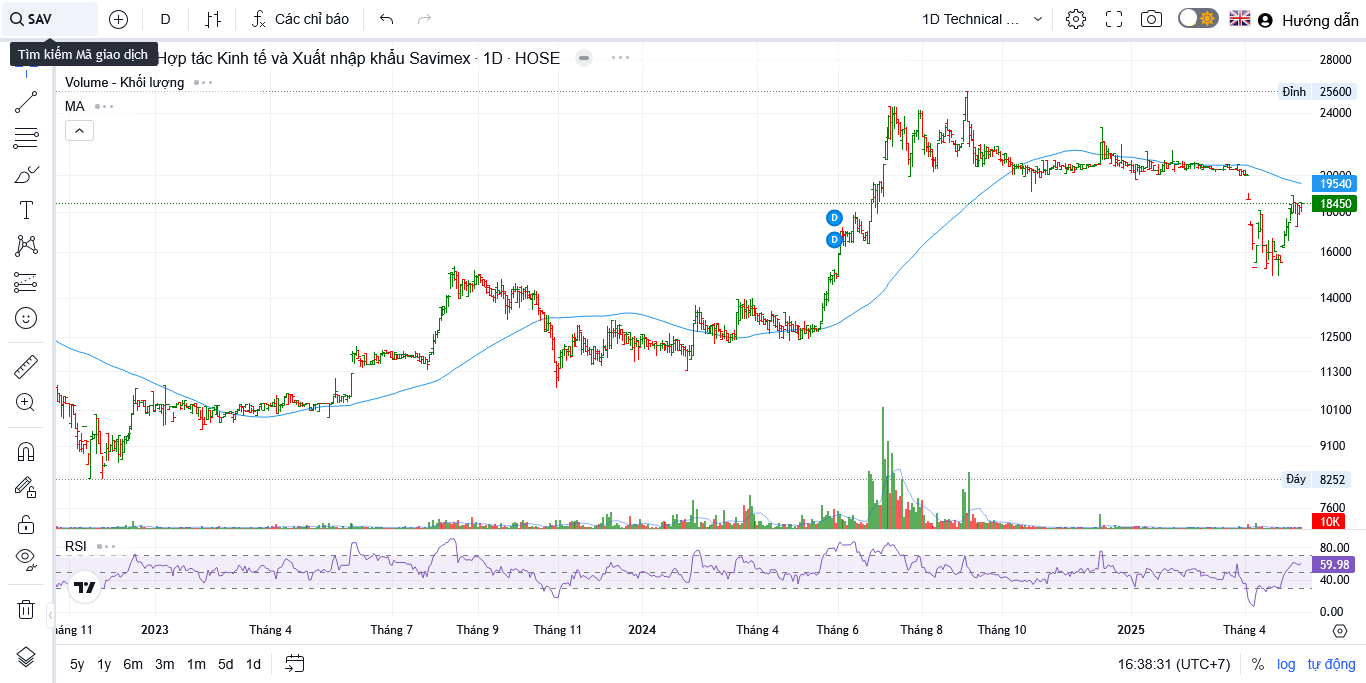 SAV
D
Các chỉ báo
1D Technical ...
Hướng dẫn
Tìm kiếm Mã giao dịch
Hợp tác Kinh tế và Xuất nhập khẩu Savimex · 1D · HOSE
Volume - Khối lượng
MA
28000
Đỉnh 25600
24000
20000
19540
18450
18000
16000
14000
12500
11300
10100
9100
Đáy 8252
7600
10K
D
D
RSI
80.00
59.98
40.00
0.00
háng 11 2023 Tháng 4 Tháng 7 Tháng 9 Tháng 11 2024 Tháng 4 Tháng 6 Tháng 8 Tháng 10 2025 Tháng 4
5y 1y 6m 3m 1m 5d 1d
16:38:31 (UTC+7) % log tự động